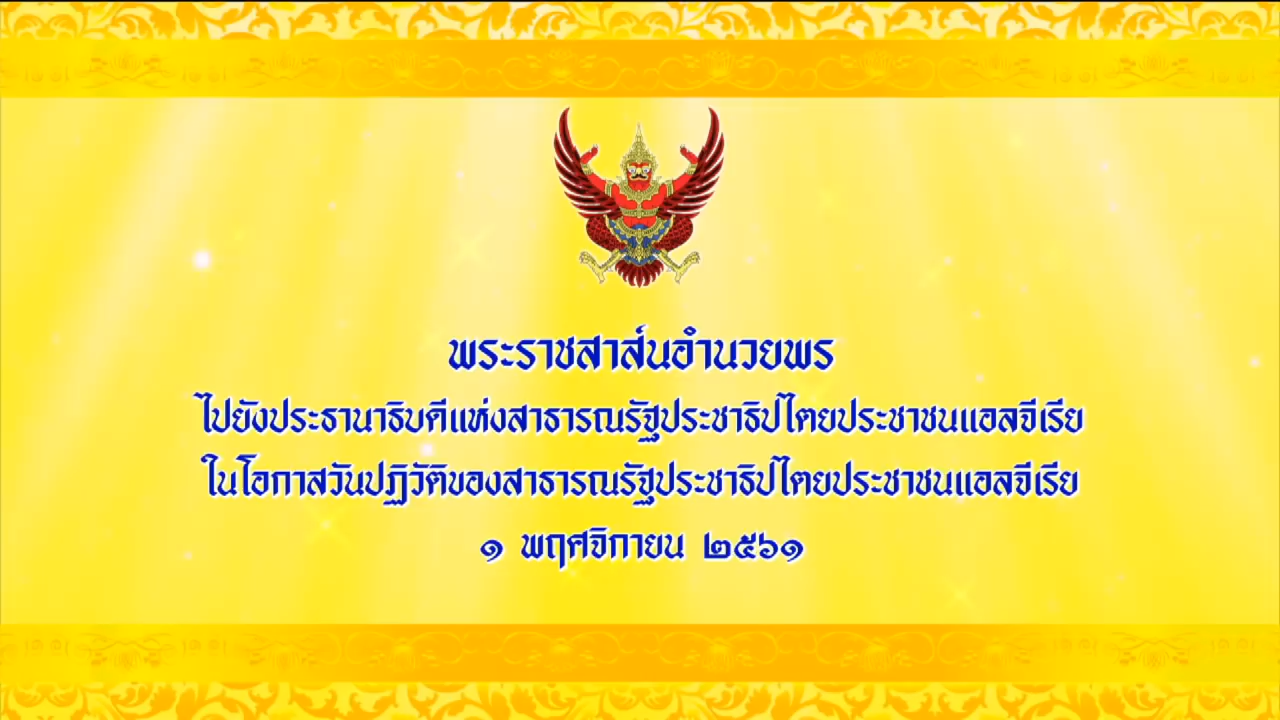 พระราชสาส์นอำนวยพร
ไปยังประธานาธิบดีแห่งสาธารณรัฐประชาธิปไตยประชาชนแอลจีเรีย
ในโอกาสวันปฏิวัติของสาธารณรัฐประชาธิปไตยประชาชนแอลจีเรีย
๑ พฤศจิกายน ๒๕๖๑